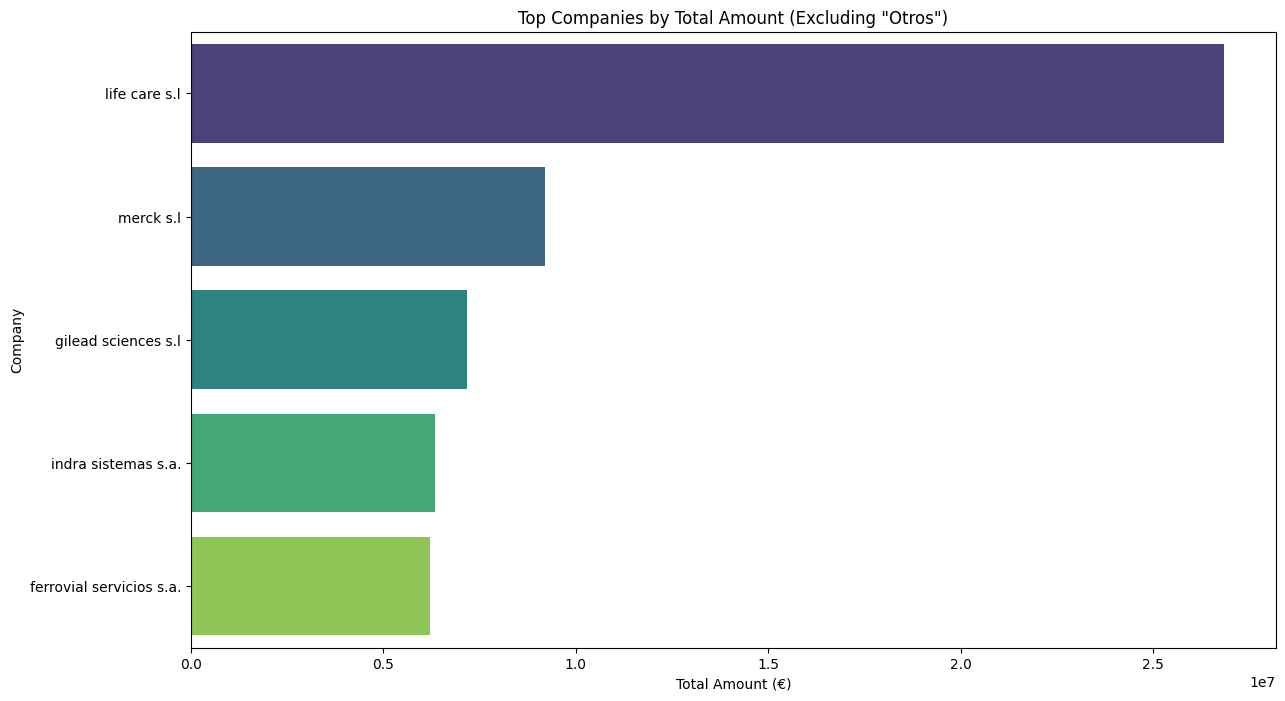 Top Companies by Total Amount (Excluding "Otros")
Company
life care s.l
merck s.l
gilead sciences s.l
indra sistemas s.a.
ferrovial servicios s.a.
0.0 0.5 1.0 1.5 2.0 2.5
1e7
Total Amount (€)